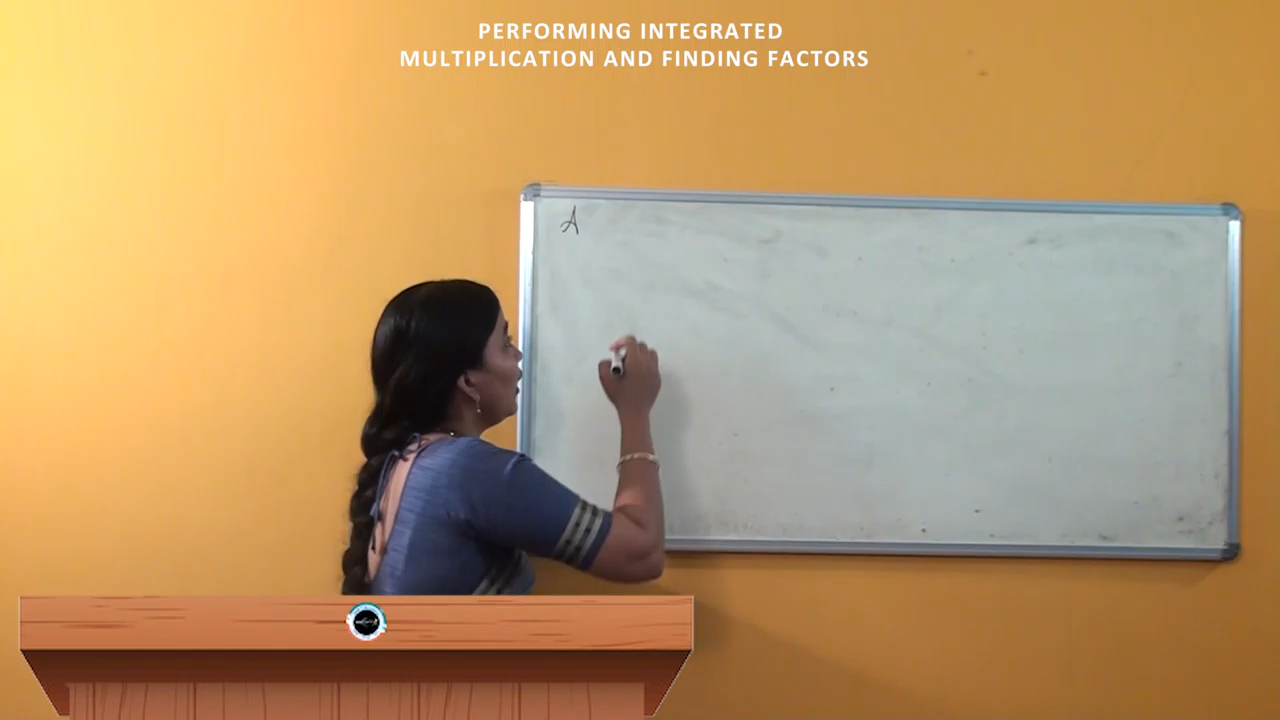 PERFORMING INTEGRATED
MULTIPLICATION AND FINDING FACTORS
A